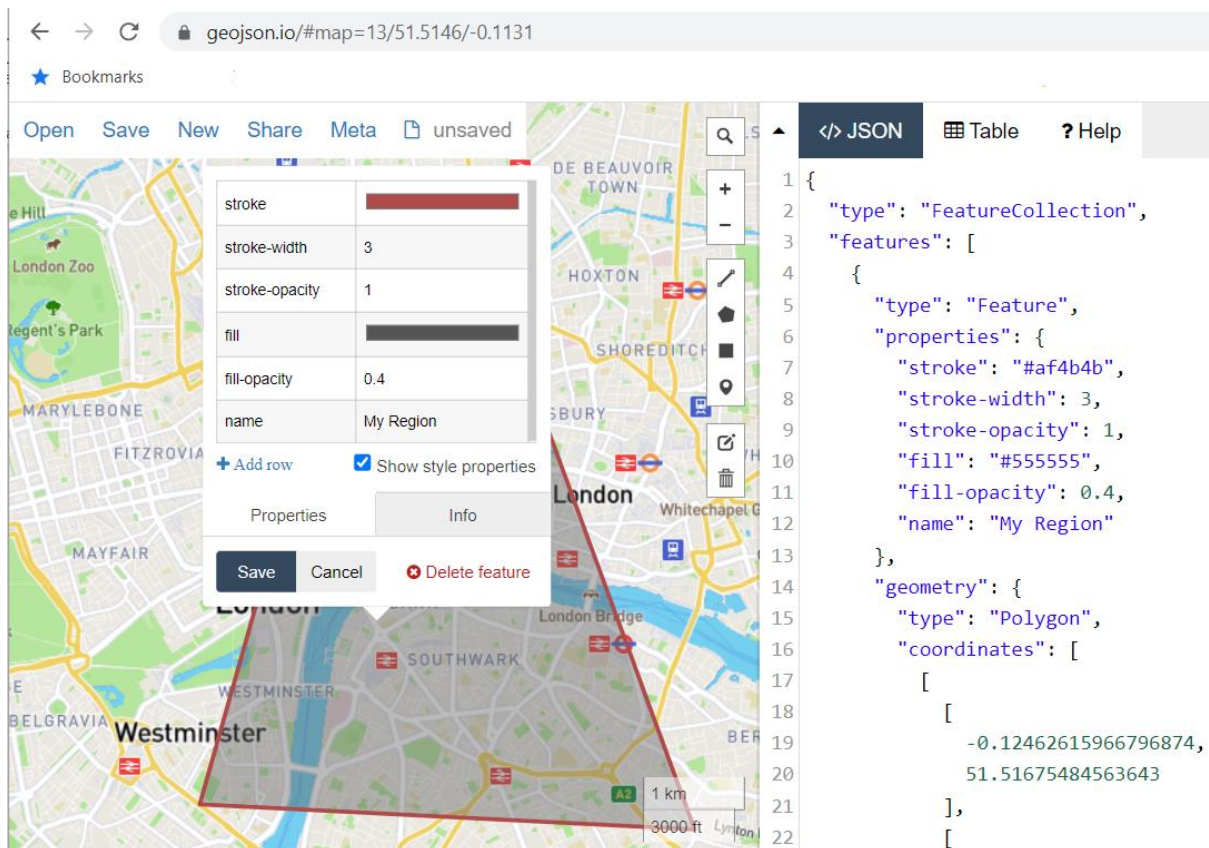 geojson.io/#map=13/51.5146/-0.1131
Bookmarks
Open Save New Share Meta unsaved
</> JSON Table ? Help
DE BEAUVOIR
TOWN
London Zoo
Regent's Park
HOXTON
SHOREDITCH
MARYLEBONE
FITZROVIA
SBURY
London
Whitechapel
MAYFAIR
London
London Bridge
SOUTHWARK
WESTMINSTER
BELGRAVIA
Westminster
BER
A2
1 km
3000 ft
Lynton
stroke
stroke-width 3
stroke-opacity 1
fill
fill-opacity 0.4
name My Region
+ Add row Show style properties
Properties Info
Save Cancel Delete feature
+
−
1 {
2 "type": "FeatureCollection",
3 "features": [
4 {
5 "type": "Feature",
6 "properties": {
7 "stroke": "#af4b4b",
8 "stroke-width": 3,
9 "stroke-opacity": 1,
10 "fill": "#555555",
11 "fill-opacity": 0.4,
12 "name": "My Region"
13 },
14 "geometry": {
15 "type": "Polygon",
16 "coordinates": [
17 [
18 [
19 -0.12462615966796874,
20 51.51675484563643
21 ],
22 [